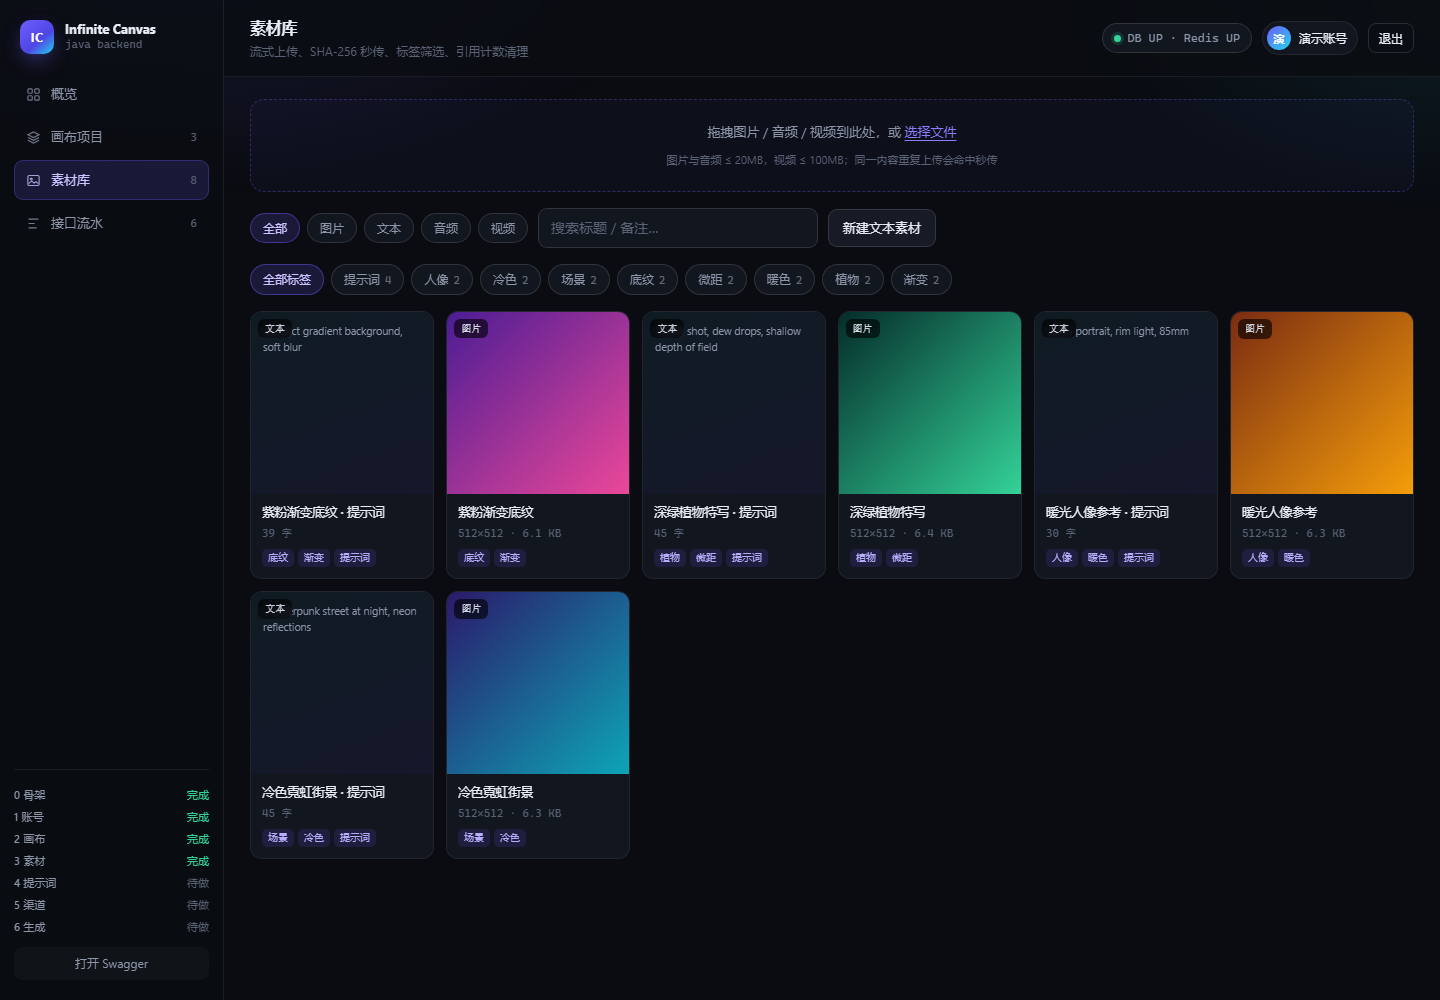 IC
Infinite Canvas
java backend
概览
画布项目 3
素材库 8
接口流水 6
0 骨架 完成
1 账号 完成
2 画布 完成
3 素材 完成
4 提示词 待做
5 渠道 待做
6 生成 待做
打开 Swagger
素材库
流式上传、SHA-256 秒传、标签筛选、引用计数清理
DB UP · Redis UP
演 演示账号
退出
拖拽图片 / 音频 / 视频到此处，或 选择文件
图片与音频 ≤ 20MB，视频 ≤ 100MB；同一内容重复上传会命中秒传
全部 图片 文本 音频 视频 搜索标题 / 备注... 新建文本素材
全部标签 提示词 4 人像 2 冷色 2 场景 2 底纹 2 微距 2 暖色 2 植物 2 渐变 2
文本 ct gradient background,
soft blur
紫粉渐变底纹 · 提示词
39 字
底纹 渐变 提示词
图片
紫粉渐变底纹
512×512 · 6.1 KB
底纹 渐变
文本 shot, dew drops, shallow
depth of field
深绿植物特写 · 提示词
45 字
植物 微距 提示词
图片
深绿植物特写
512×512 · 6.4 KB
植物 微距
文本 portrait, rim light, 85mm
暖光人像参考 · 提示词
30 字
人像 暖色 提示词
图片
暖光人像参考
512×512 · 6.3 KB
人像 暖色
文本 rpunk street at night, neon
reflections
冷色霓虹街景 · 提示词
45 字
场景 冷色 提示词
图片
冷色霓虹街景
512×512 · 6.3 KB
场景 冷色